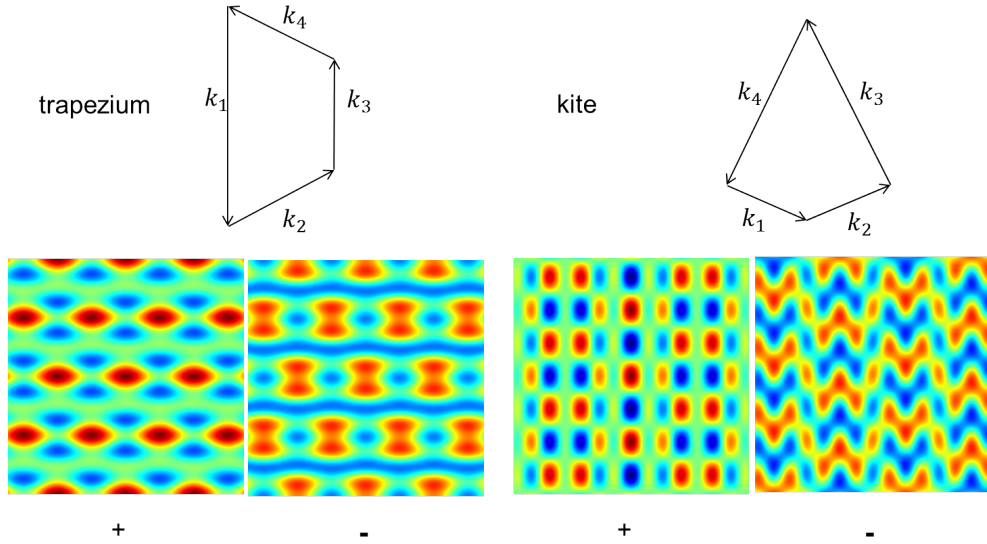 trapezium
k₄
k₁
k₃
k₂
kite
k₄
k₃
k₁
k₂
+
-
+
-